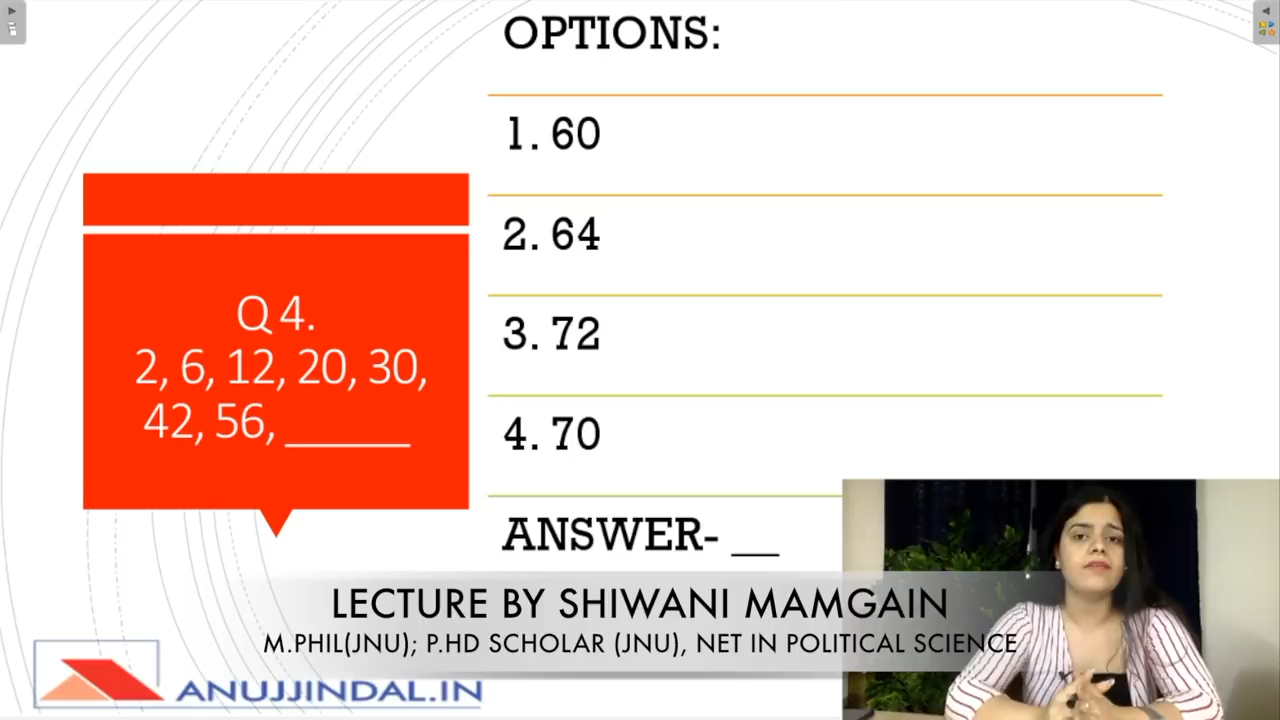 OPTIONS:
1. 60
2. 64
3. 72
4. 70
ANSWER- __
Q 4.
2, 6, 12, 20, 30,
42, 56, ______
LECTURE BY SHIWANI MAMGAIN
M.PHIL(JNU); P.HD SCHOLAR (JNU), NET IN POLITICAL SCIENCE
ANUJJINDAL.IN